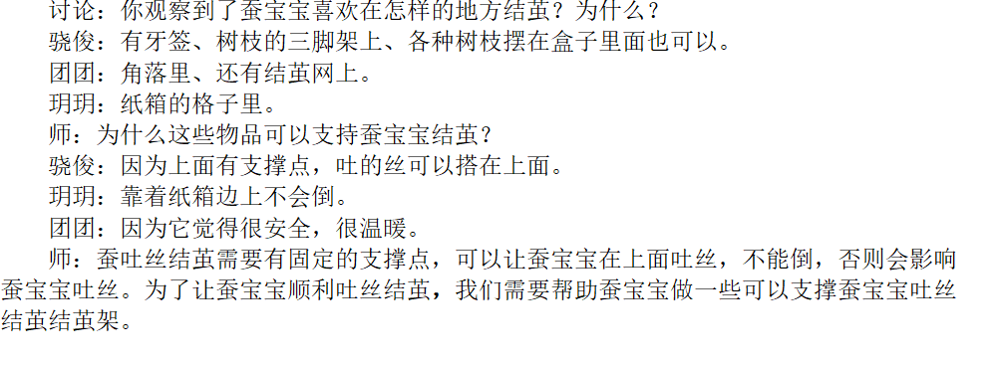 讨论：你观察到了蚕宝宝喜欢在怎样的地方结茧？为什么？
骁俊：有牙签、树枝的三脚架上、各种树枝摆在盒子里面也可以。
团团：角落里、还有结茧网上。
玥玥：纸箱的格子里。
师：为什么这些物品可以支持蚕宝宝结茧？
骁俊：因为上面有支撑点，吐的丝可以搭在上面。
玥玥：靠着纸箱边上不会倒。
团团：因为它觉得很安全，很温暖。
师：蚕吐丝结茧需要有固定的支撑点，可以让蚕宝宝在上面吐丝，不能倒，否则会影响
蚕宝宝吐丝。为了让蚕宝宝顺利吐丝结茧，我们需要帮助蚕宝宝做一些可以支撑蚕宝宝吐丝
结茧结茧架。